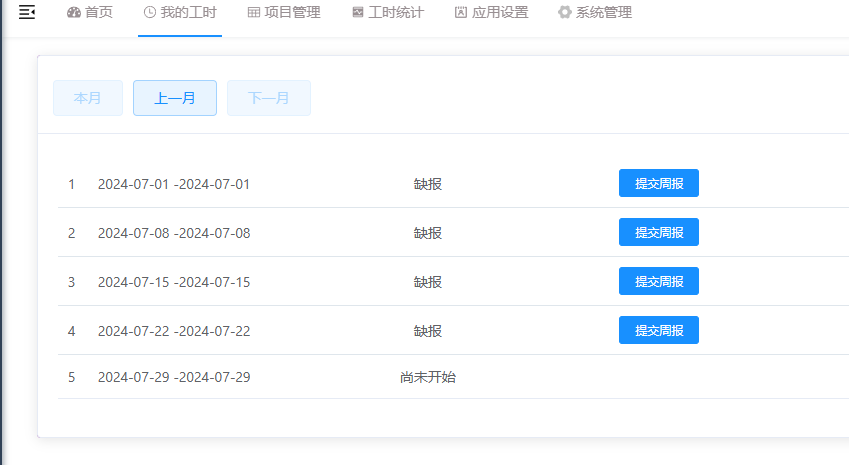 首页 我的工时 项目管理 工时统计 应用设置 系统管理
本月 上一月 下一月
1 2024-07-01 -2024-07-01 缺报 提交周报
2 2024-07-08 -2024-07-08 缺报 提交周报
3 2024-07-15 -2024-07-15 缺报 提交周报
4 2024-07-22 -2024-07-22 缺报 提交周报
5 2024-07-29 -2024-07-29 尚未开始